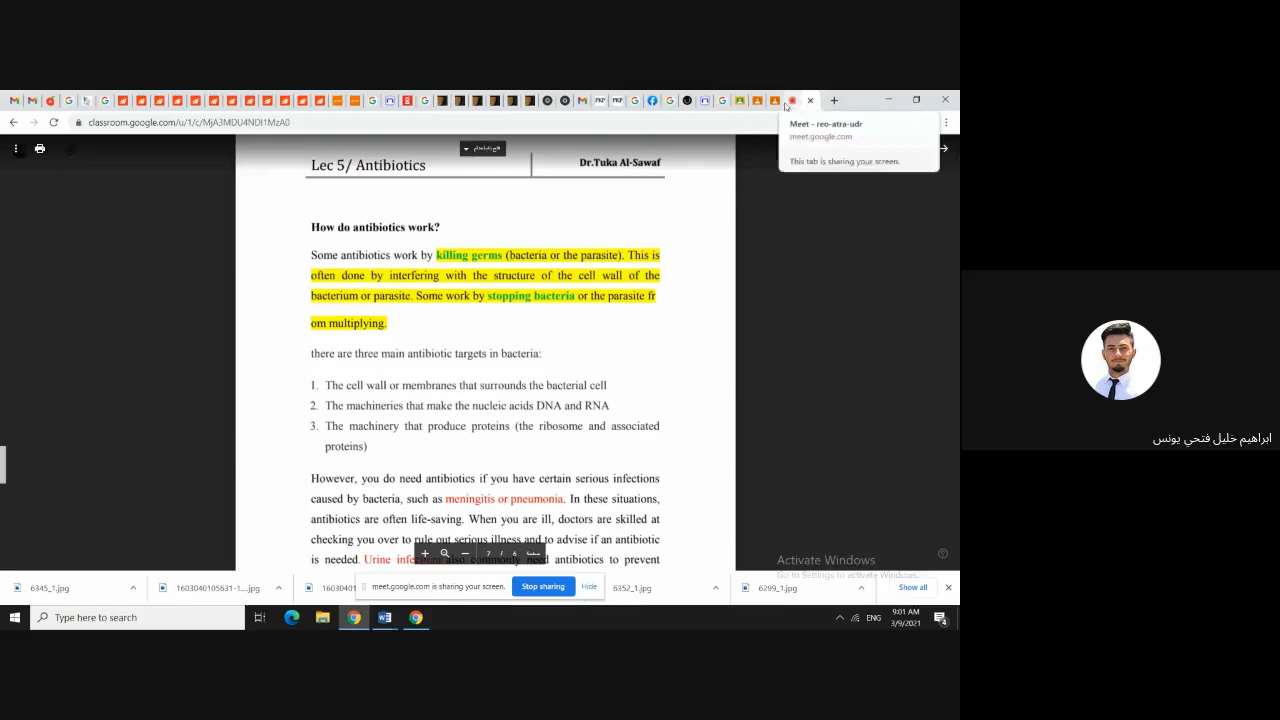 classroom.google.com/u/1/c/MjA3MDU4NDI1MzA0
Meet - reo-atra-udr
meet.google.com
This tab is sharing your screen.
Lec 5/ Antibiotics
Dr.Tuka Al-Sawaf
How do antibiotics work?
Some antibiotics work by killing germs (bacteria or the parasite). This is
often done by interfering with the structure of the cell wall of the
bacterium or parasite. Some work by stopping bacteria or the parasite fr
om multiplying.
there are three main antibiotic targets in bacteria:
1. The cell wall or membranes that surrounds the bacterial cell
2. The machineries that make the nucleic acids DNA and RNA
3. The machinery that produce proteins (the ribosome and associated
proteins)
However, you do need antibiotics if you have certain serious infections
caused by bacteria, such as meningitis or pneumonia. In these situations,
antibiotics are often life-saving. When you are ill, doctors are skilled at
checking you over to rule out serious illness and to advise if an antibiotic
is needed. Urine infections also commonly need antibiotics to prevent
صفحة 6 / 7
ابراهيم خليل فتحي يونس
Activate Windows
Go to Settings to activate Windows.
6345_1.jpg
1603040105631-1....jpg
16030401
meet.google.com is sharing your screen.
Stop sharing
Hide
6352_1.jpg
6299_1.jpg
Show all
Type here to search
ENG
9:01 AM
3/9/2021
4